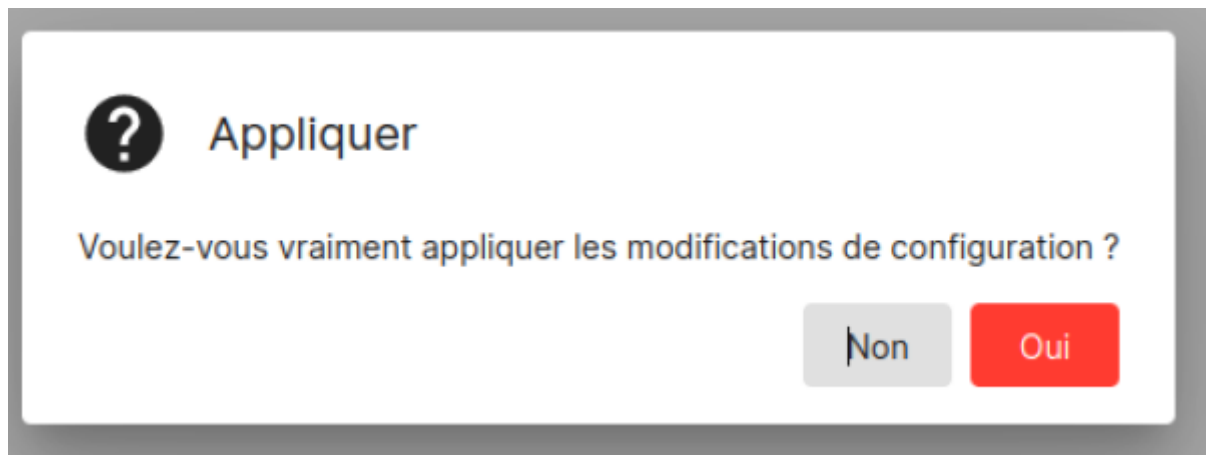 Appliquer
Voulez-vous vraiment appliquer les modifications de configuration ?
Non Oui